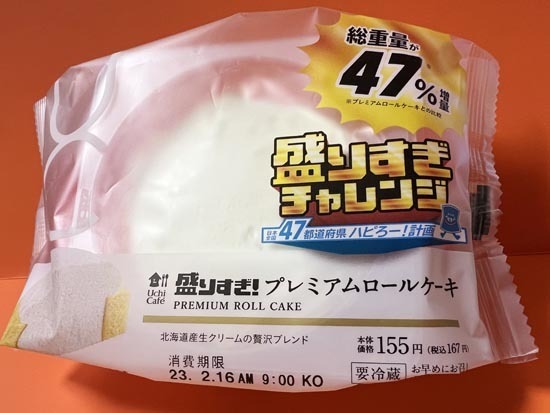 総重量が
47%増量
※プレミアムロールケーキとの比較
盛りすぎ
チャレンジ
日本全国 47都道府県 ハピろー!計画
Uchi Café
盛りすぎ!プレミアムロールケーキ
PREMIUM ROLL CAKE
北海道産生クリームの贅沢ブレンド
本体価格 155円(税込167円)
消費期限
23. 2.16 AM 9:00 KO
要冷蔵 お早めにお召